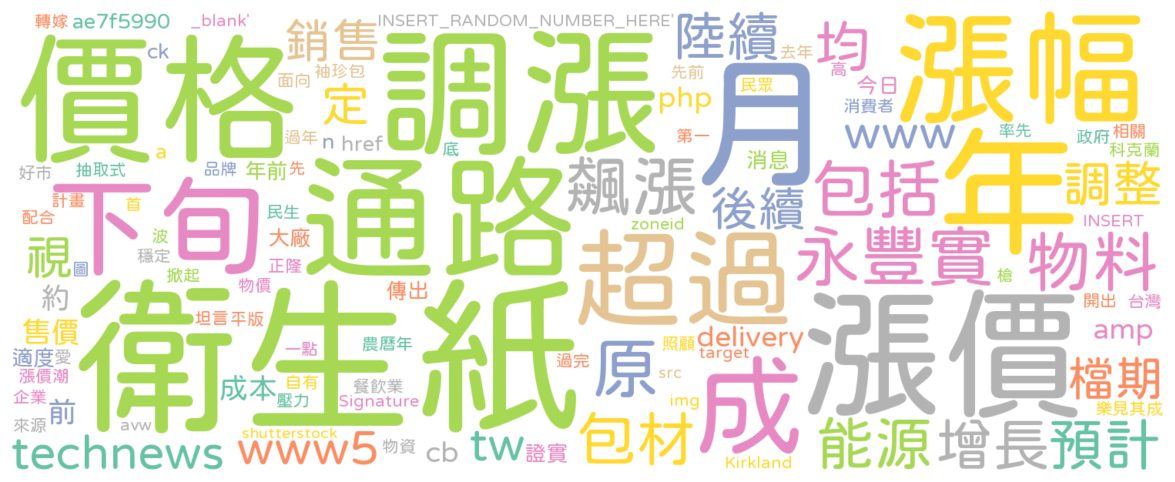 轉嫁 ae7f5990 _blank' 銷售 INSERT_RANDOM_NUMBER_HERE' 陸續 去年 均 漲幅
價格 ck 面向 袖珍包 調漲 先前 月 民眾 高 今日
定 php 消費者
過年 n href 底 第一 www 率先 政府 相關
好市 抽取式 a 品牌 年前 先 消息 年 科克蘭
下旬 通路 飆漲 包括 調整
計畫 首 民生 後續 INSERT
配合 波 大廠 zoneid
視 圖 穩定 掀起 正隆 超過 永豐實 物料
約 物價 傳出 槍 開出 台灣
衛生紙 坦言 平版 漲價
售價 農曆年 delivery amp
適度 愛 一點 過完 原 照顧 target
漲價潮 成本 自有 餐飲業 src 成 檔期
企業 前 壓力 Signature img 樂見其成
來源 avw
technews shutterstock www5 物資 cb tw 證實 包材 能源 增長 預計
Kirkland